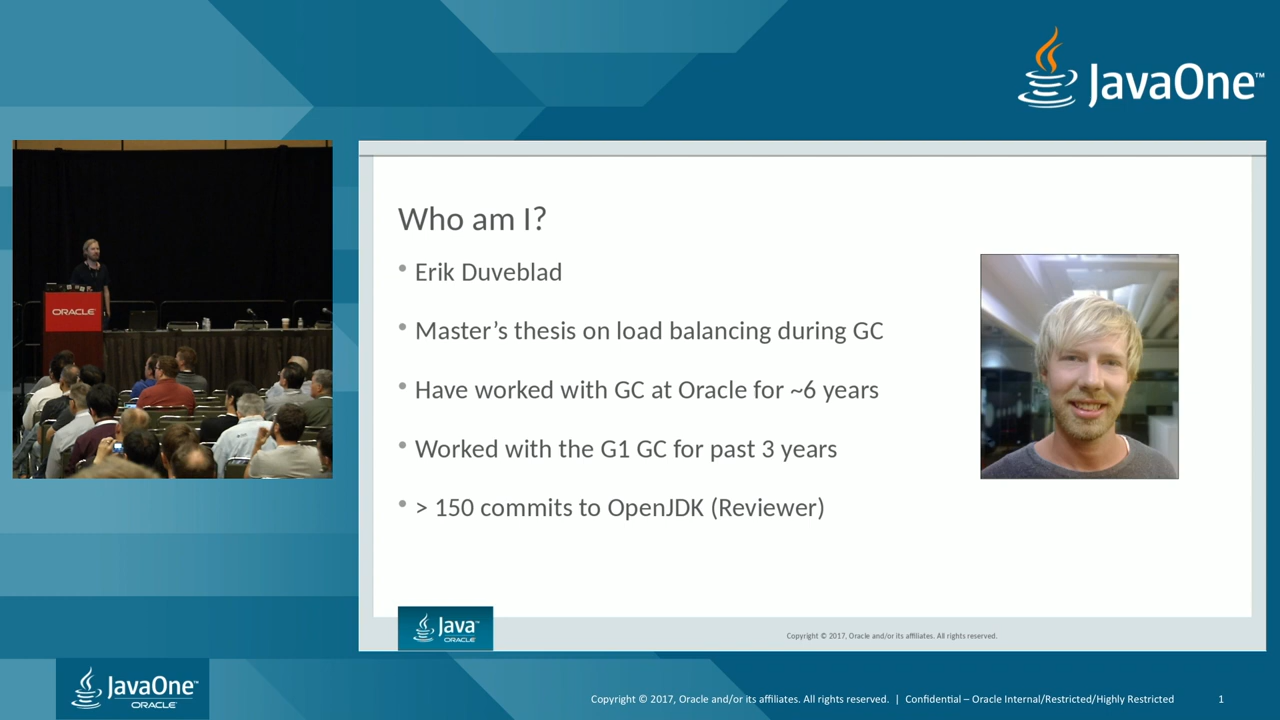 JavaOne™
ORACLE
Who am I?
• Erik Duveblad
• Master’s thesis on load balancing during GC
• Have worked with GC at Oracle for ~6 years
• Worked with the G1 GC for past 3 years
• > 150 commits to OpenJDK (Reviewer)
Java™
ORACLE
Copyright © 2017, Oracle and/or its affiliates. All rights reserved.
JavaOne™
ORACLE
Copyright © 2017, Oracle and/or its affiliates. All rights reserved. | Confidential – Oracle Internal/Restricted/Highly Restricted 1